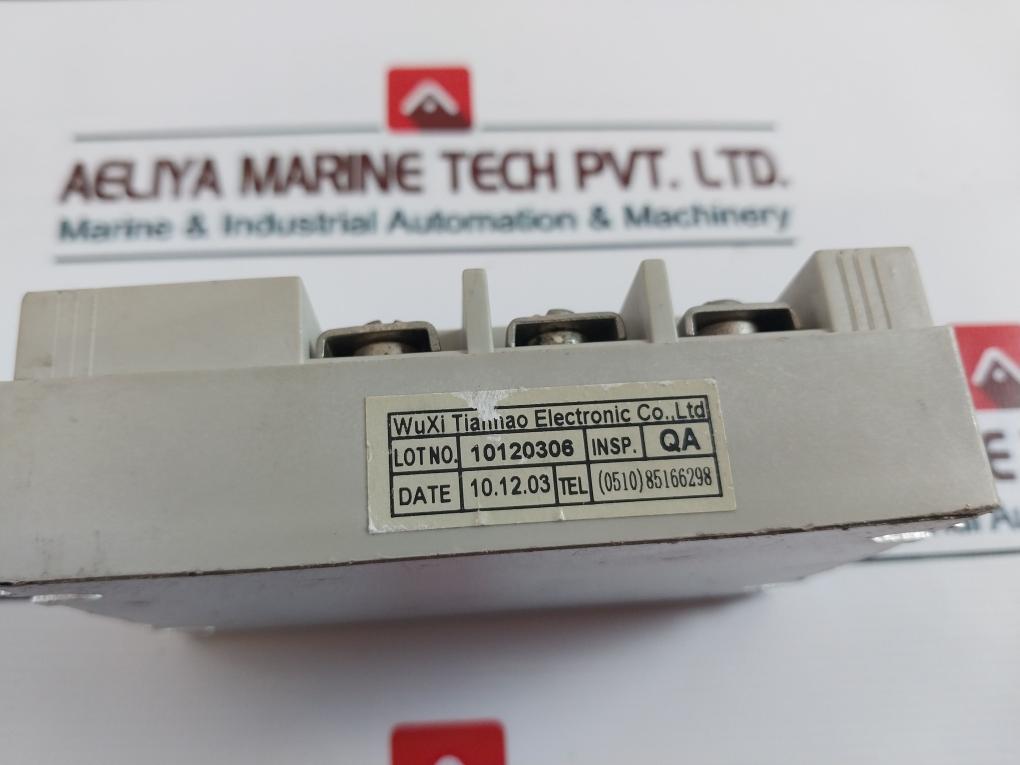 AELIYA MARINE TECH PVT. LTD.
Marine & Industrial Automation & Machinery
WuXi Tianhao Electronic Co.,Ltd
LOT NO. 10120306 INSP. QA
DATE 10.12.03 TEL (0510)85166298